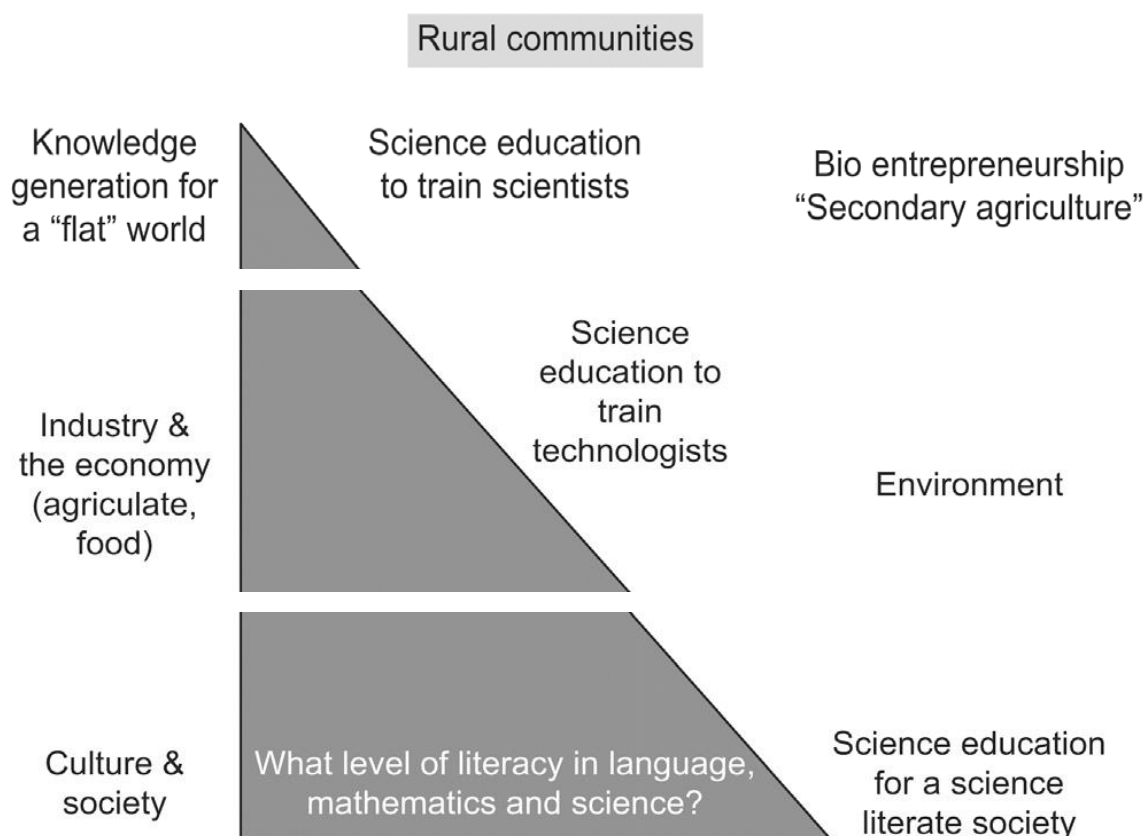 Rural communities
Knowledge
generation for
a “flat” world
Science education
to train scientists
Bio entrepreneurship
“Secondary agriculture”
Industry &
the economy
(agriculate,
food)
Science
education to
train
technologists
Environment
Culture &
society
What level of literacy in language,
mathematics and science?
Science education
for a science
literate society